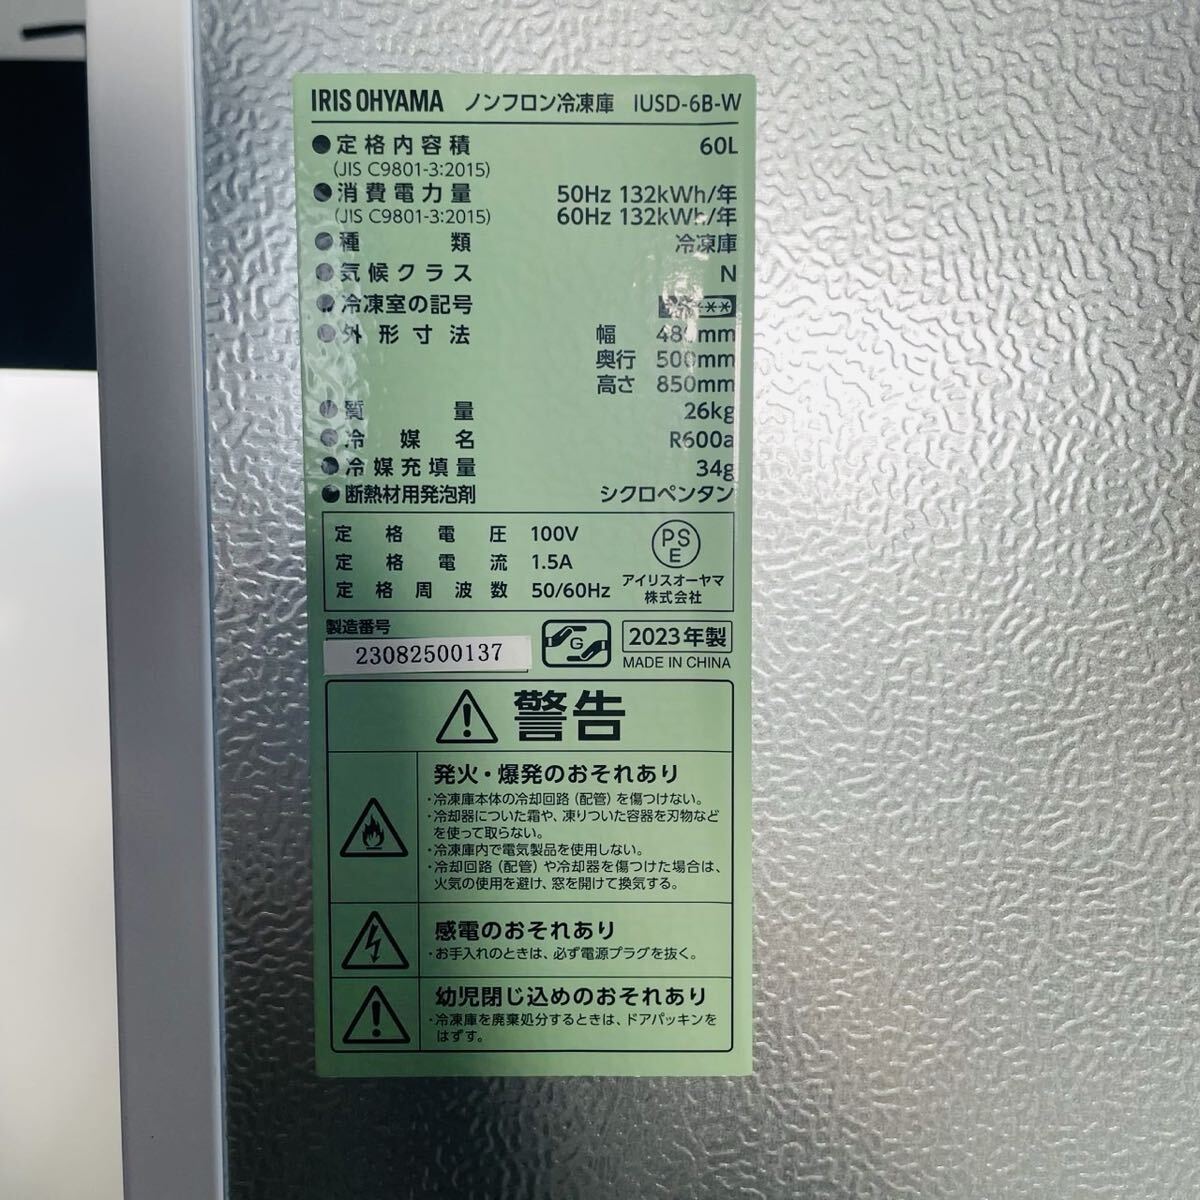 IRIS OHYAMA ノンフロン冷凍庫 IUSD-6B-W
●定格内容積 60L
(JIS C9801-3:2015)
●消費電力量 50Hz 132kWh/年
(JIS C9801-3:2015) 60Hz 132kWh/年
●種類 冷凍庫
●気候クラス N
●冷凍室の記号
●外形寸法 幅 480mm
奥行 500mm
高さ 850mm
●質量 26kg
●冷媒名 R600a
●冷媒充填量 34g
●断熱材用発泡剤 シクロペンタン
定格電圧 100V
定格電流 1.5A
定格周波数 50/60Hz
PS
E
アイリスオーヤマ
株式会社
製造番号
23082500137
G
2023年製
MADE IN CHINA
警告
発火・爆発のおそれあり
・冷凍庫本体の冷却回路(配管)を傷つけない。
・冷却器についた霜や、凍りついた容器を刃物など
を使って取らない。
・冷凍庫内で電気製品を使用しない。
・冷却回路(配管)や冷却器を傷つけた場合は、
火気の使用を避け、窓を開けて換気する。
感電のおそれあり
・お手入れのときは、必ず電源プラグを抜く。
幼児閉じ込めのおそれあり
・冷凍庫を廃棄処分するときは、ドアパッキンを
はずす。